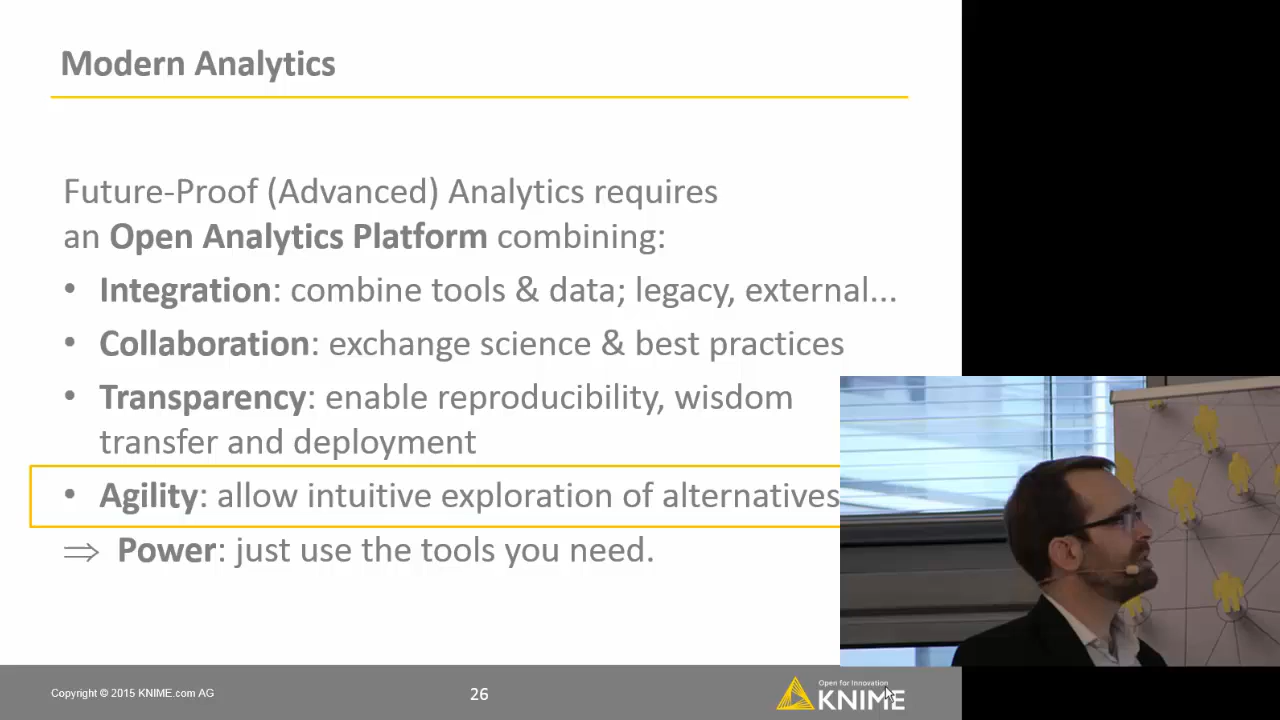 Modern Analytics
Future-Proof (Advanced) Analytics requires
an Open Analytics Platform combining:
• Integration: combine tools & data; legacy, external...
• Collaboration: exchange science & best practices
• Transparency: enable reproducibility, wisdom
transfer and deployment
• Agility: allow intuitive exploration of alternatives
⇒ Power: just use the tools you need.
Copyright © 2015 KNIME.com AG
26
Open for Innovation
KNIME